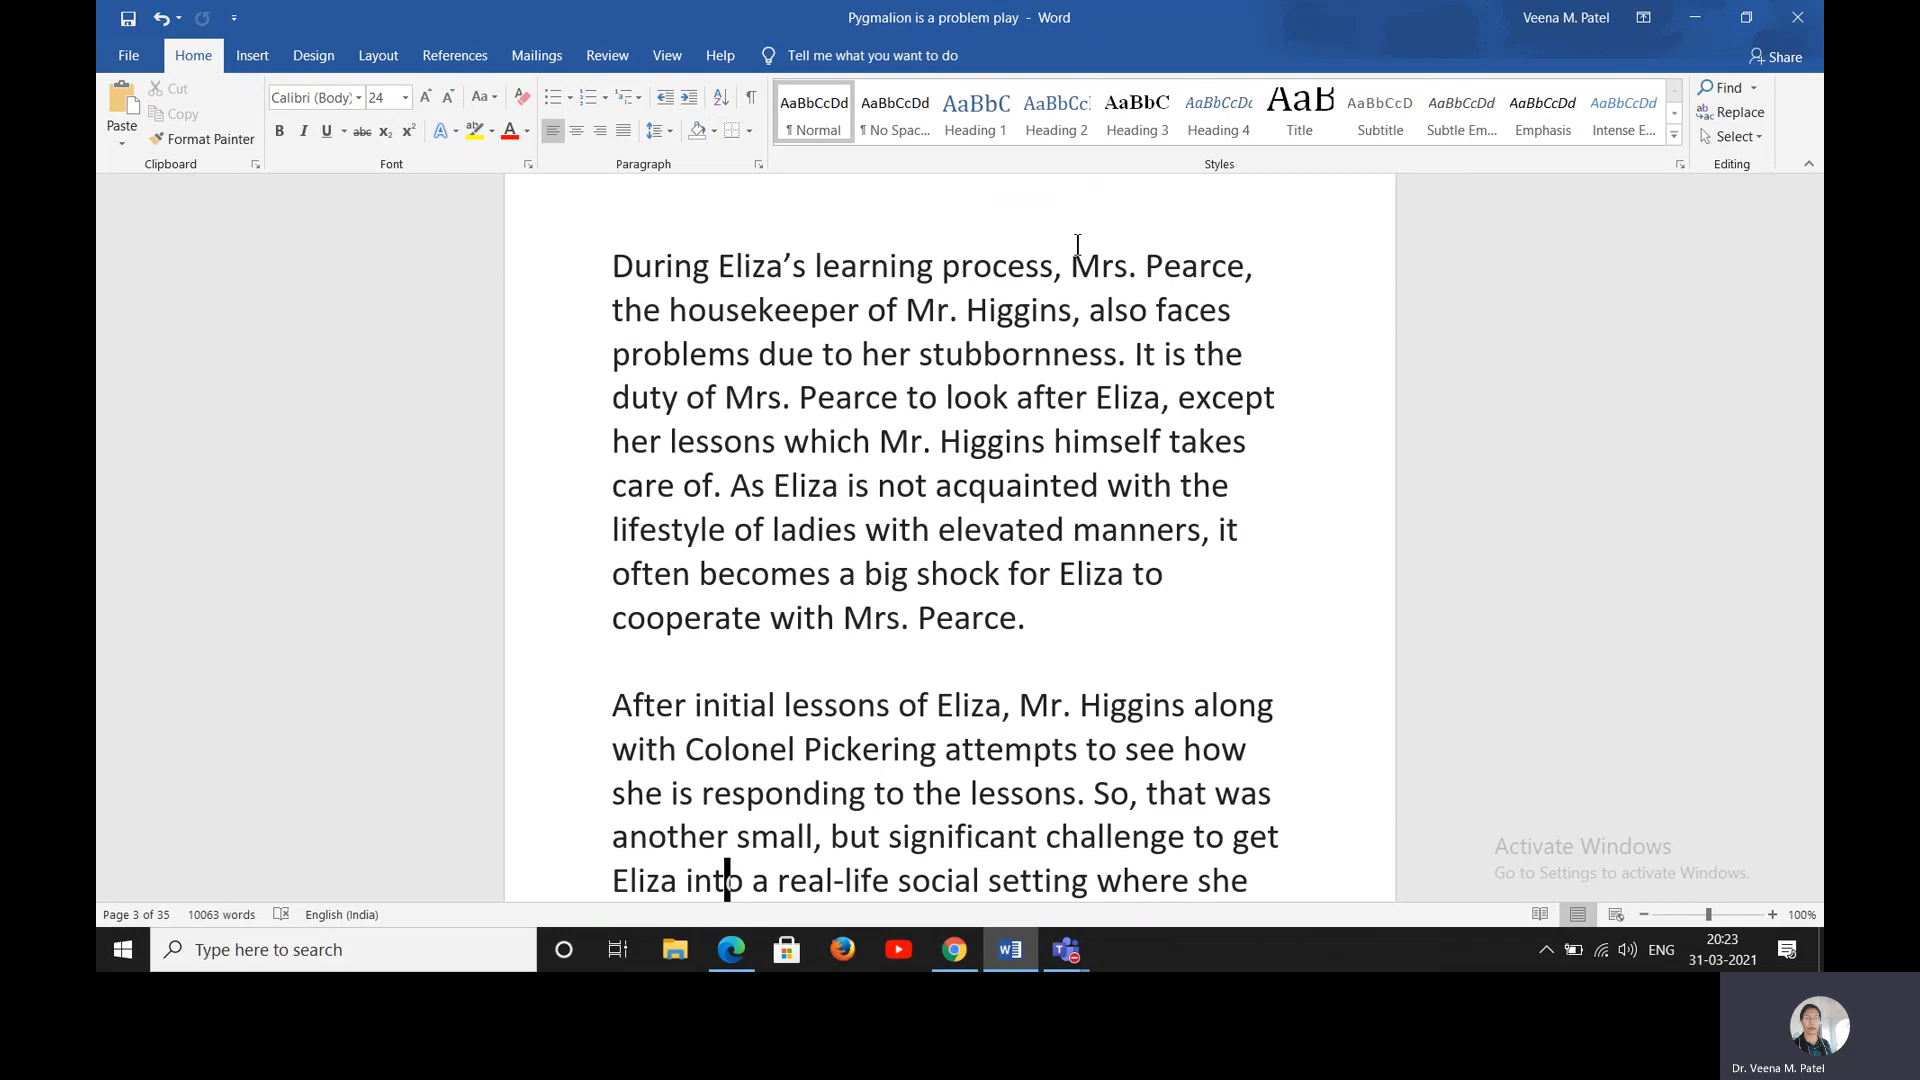 Pygmalion is a problem play - Word
Veena M. Patel
File Home Insert Design Layout References Mailings Review View Help Tell me what you want to do
Share
Paste
Cut
Copy
Format Painter
Clipboard
Calibri (Body) 24
Aa
B I U abc x₂ x² A A
Font
Paragraph
AaBbCcDd AaBbCcDd AaBbC AaBbCc AaBbC AaBbCcDc AaB AaBbCcD AaBbCcDd AaBbCcDd AaBbCcDd
¶ Normal ¶ No Spac... Heading 1 Heading 2 Heading 3 Heading 4 Title Subtitle Subtle Em... Emphasis Intense E...
Styles
Find
Replace
Select
Editing
During Eliza’s learning process, Mrs. Pearce,
the housekeeper of Mr. Higgins, also faces
problems due to her stubbornness. It is the
duty of Mrs. Pearce to look after Eliza, except
her lessons which Mr. Higgins himself takes
care of. As Eliza is not acquainted with the
lifestyle of ladies with elevated manners, it
often becomes a big shock for Eliza to
cooperate with Mrs. Pearce.
After initial lessons of Eliza, Mr. Higgins along
with Colonel Pickering attempts to see how
she is responding to the lessons. So, that was
another small, but significant challenge to get
Eliza into a real-life social setting where she
Activate Windows
Go to Settings to activate Windows.
Page 3 of 35 10063 words English (India) 100%
Type here to search
ENG
20:23
31-03-2021
Dr. Veena M. Patel